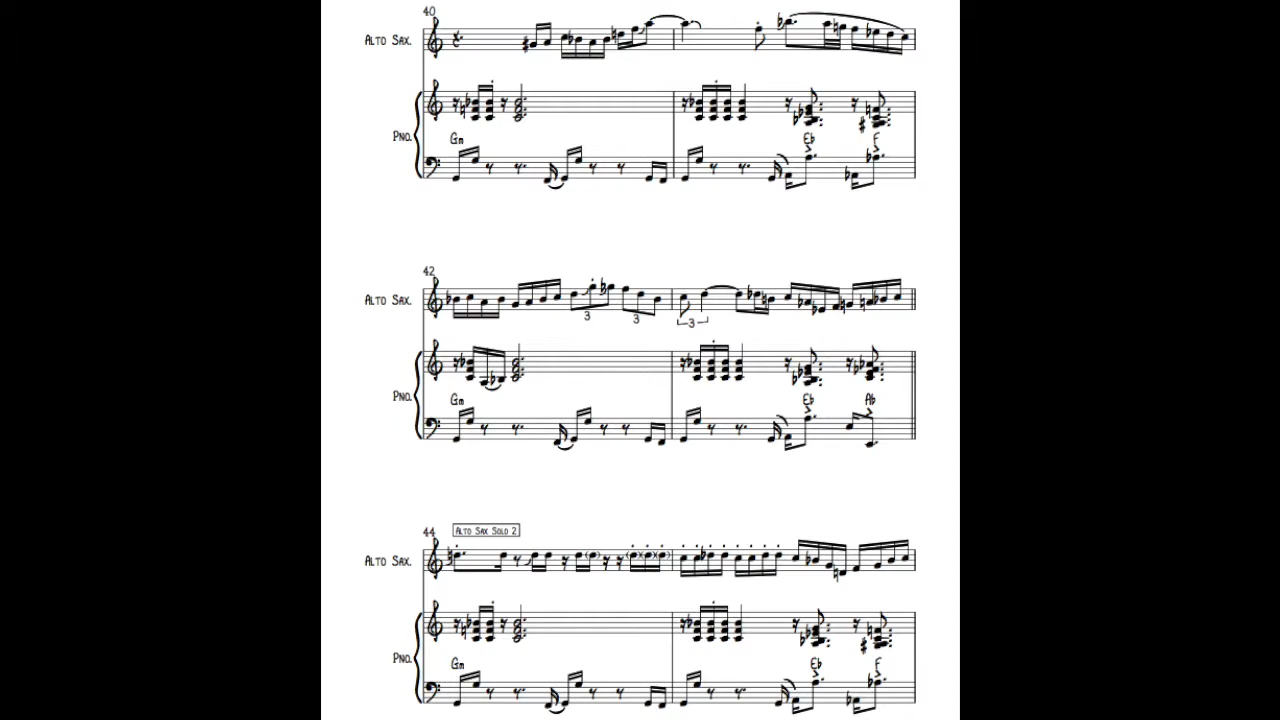 40
ALTO SAX.
PNO.
Gm Eb F
42
ALTO SAX.
3 3 3
PNO.
Gm Eb Ab
44 ALTO SAX SOLO 2
ALTO SAX.
PNO.
Gm Eb F